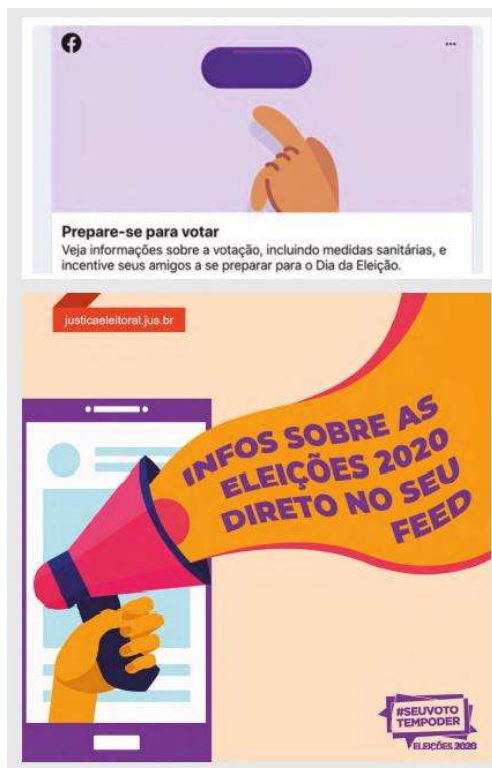 Prepare-se para votar
Veja informações sobre a votação, incluindo medidas sanitárias, e
incentive seus amigos a se preparar para o Dia da Eleição.
justicaeleitoral.jus.br
INFOS SOBRE AS
ELEIÇÕES 2020
DIRETO NO SEU
FEED
#SEUVOTO
TEMPODER
ELEIÇÕES 2020